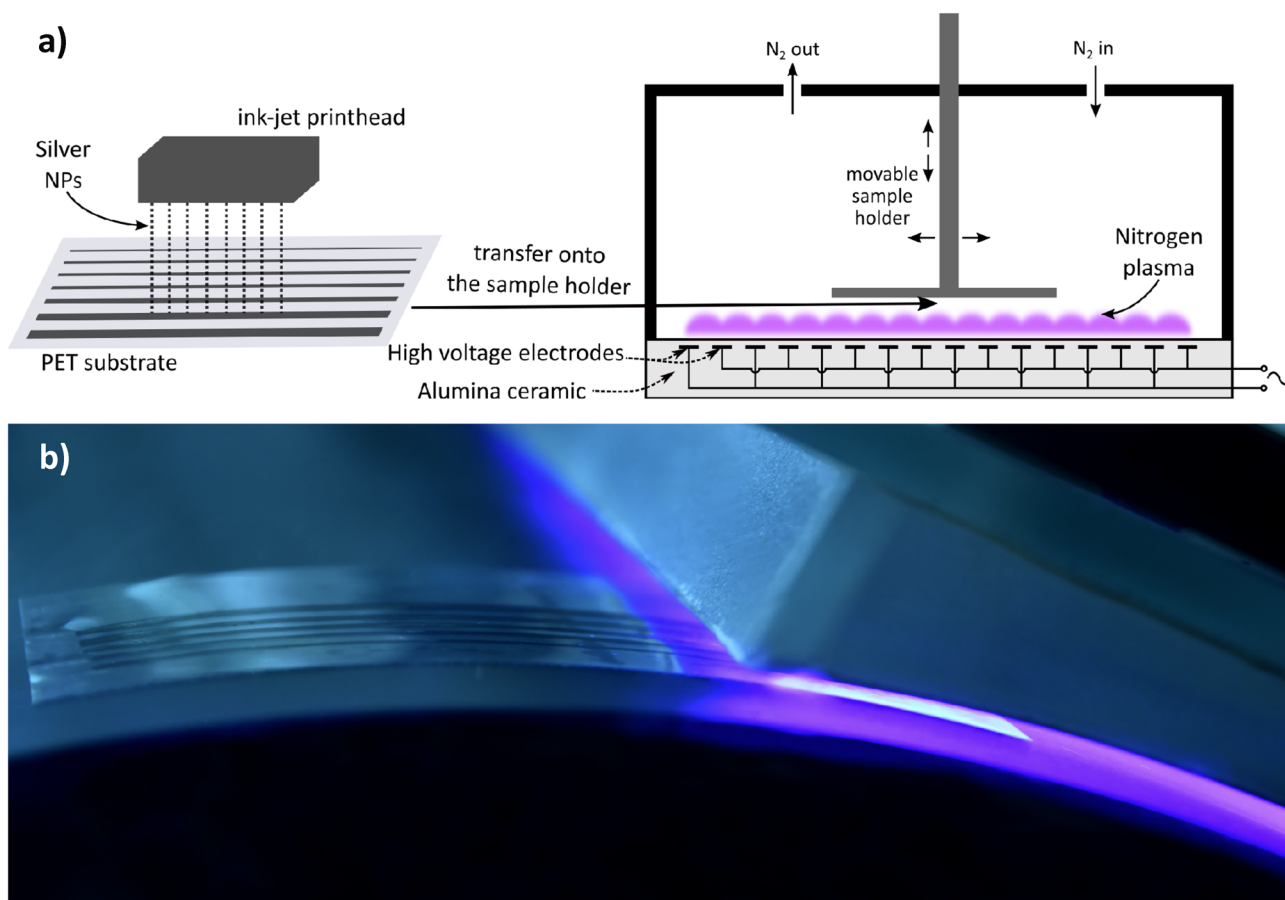 a)
ink-jet printhead
Silver
NPs
PET substrate
transfer onto
the sample holder
High voltage electrodes
Alumina ceramic
N₂ out
N₂ in
movable
sample
holder
Nitrogen
plasma
b)